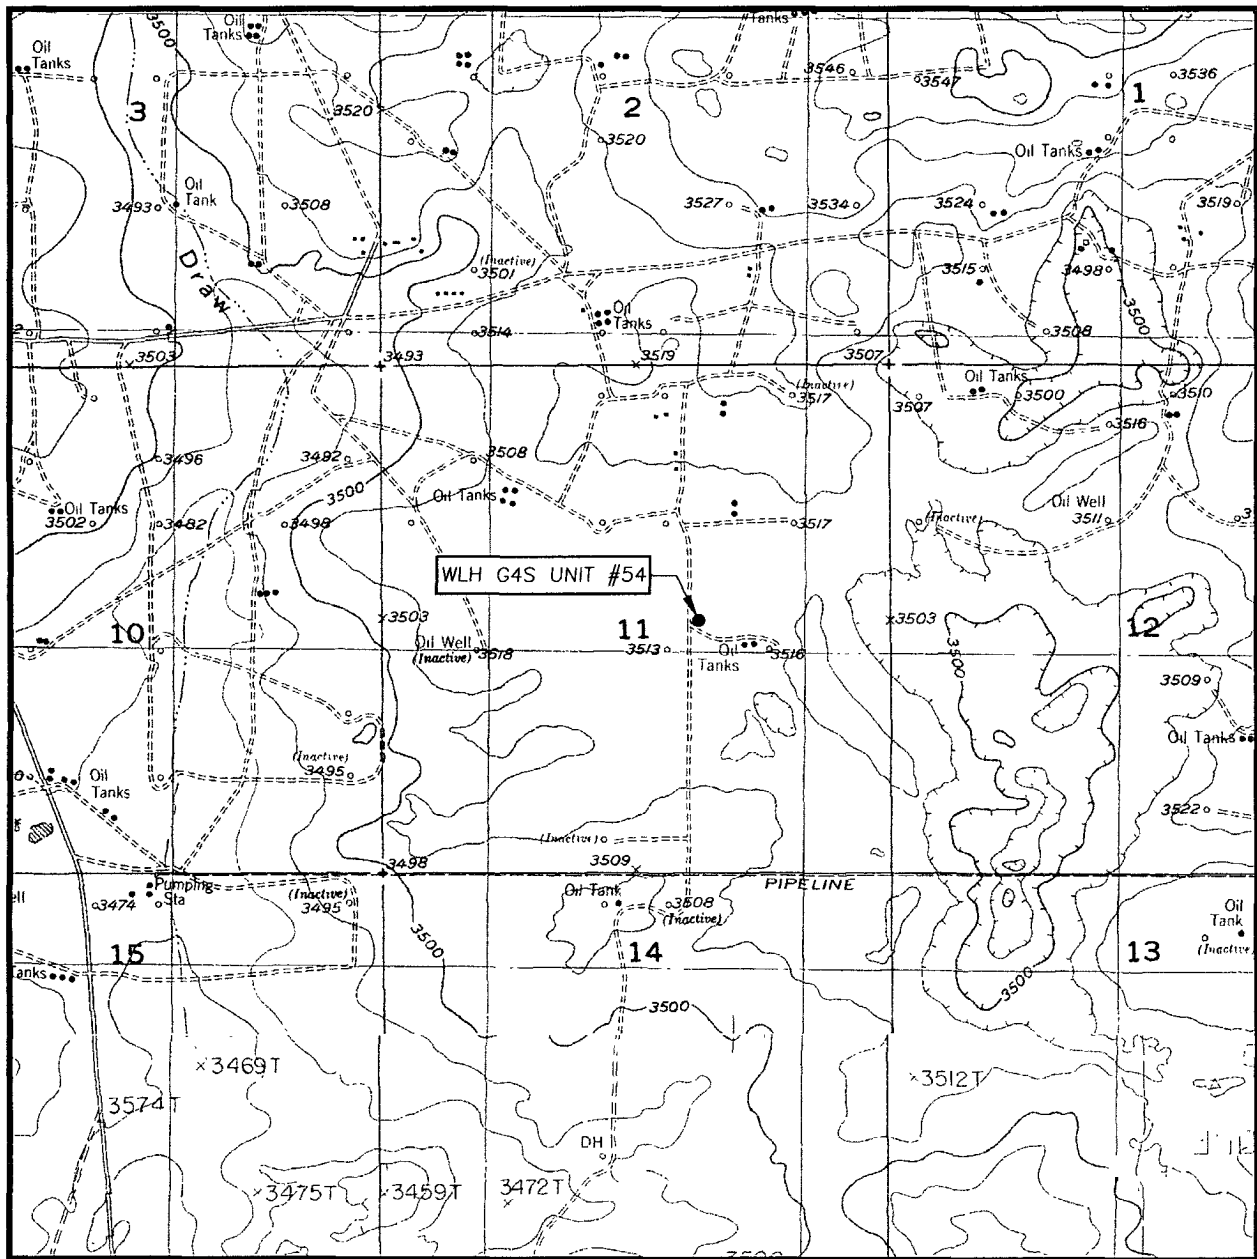 Oil
Tanks
3500
Oil
Tanks
Tanks
3546
3547
3536
3
3520
2
1
3520
Oil Tanks
Oil
Tank
3493
3508
3527
3534
3524
3519
Draw
(Inactive)
3501
3515
3498
3500
Oil
Tanks
3514
3508
3503
3493
3519
3507
(Inactive)
3517
Oil Tanks
3507
3500
3510
3516
3496
3492
3508
3500
Oil Tanks
Oil Tanks
3502
3482
3498
3517
(Inactive)
Oil Well
3511
WLH G4S UNIT #54
3503
3503
10
11
12
Oil Well
(Inactive)
3518
3513
Oil
Tanks
3516
3500
3509
Oil Tanks
(Inactive)
3495
Oil
Tanks
3522
(Inactive)
3498
3509
PIPELINE
Pumping
Sta
3474
(Inactive)
3495
Oil Tank
3508
(Inactive)
Oil
Tank
(Inactive)
3500
15
14
13
Tanks
3500
3500
3469T
3512T
3574T
DH
3475T
3459T
3472T
3500